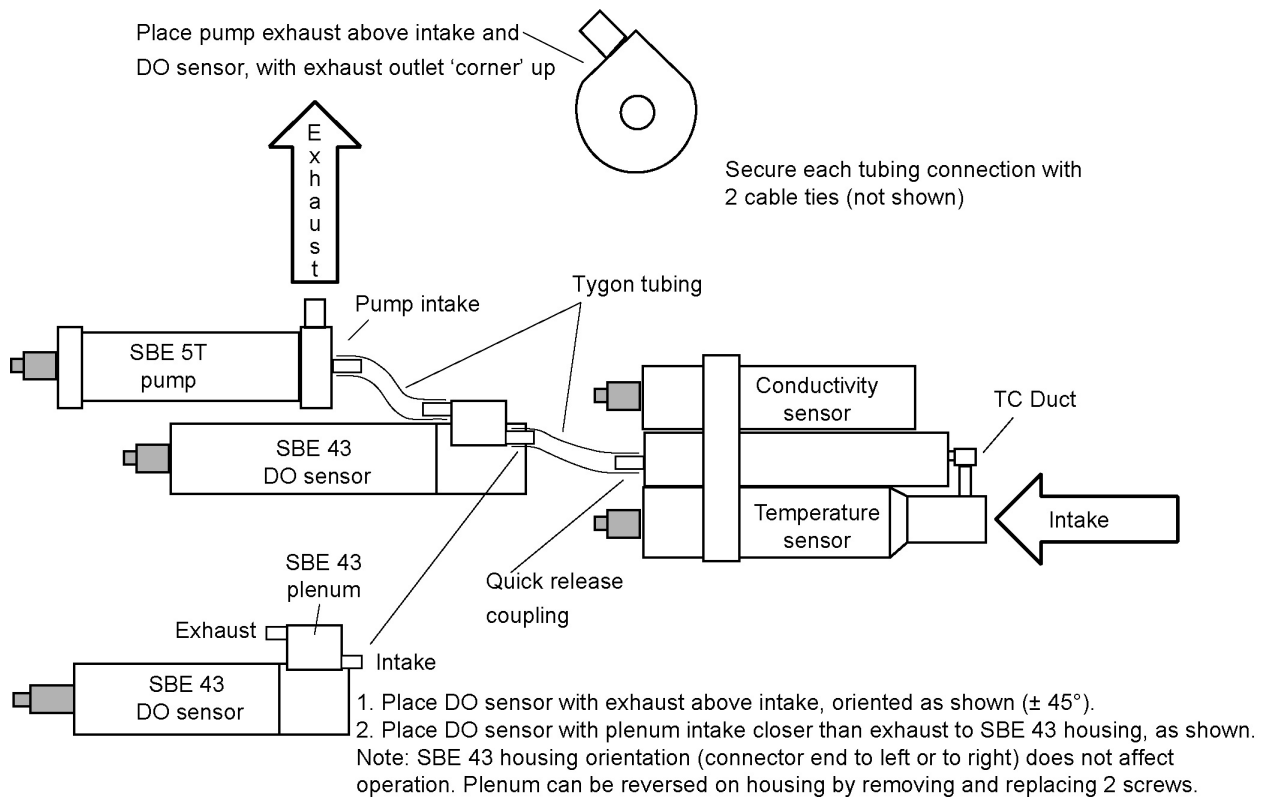 Place pump exhaust above intake and
DO sensor, with exhaust outlet ‘corner’ up
Exhaust
Secure each tubing connection with
2 cable ties (not shown)
Tygon tubing
Pump intake
SBE 5T
pump
Conductivity
sensor
TC Duct
SBE 43
DO sensor
Temperature
sensor
Intake
Quick release
coupling
SBE 43
plenum
Exhaust
Intake
SBE 43
DO sensor
1. Place DO sensor with exhaust above intake, oriented as shown (± 45°).
2. Place DO sensor with plenum intake closer than exhaust to SBE 43 housing, as shown.
Note: SBE 43 housing orientation (connector end to left or to right) does not affect
operation. Plenum can be reversed on housing by removing and replacing 2 screws.